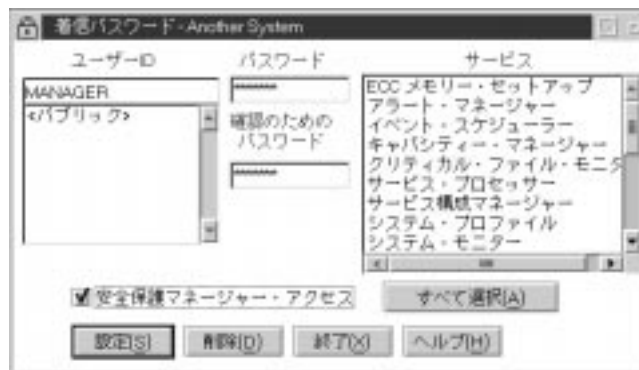 着信パスワード - Another System
ユーザーID
MANAGER
<パブリック>
パスワード
*******
確認のための
パスワード
*******
サービス
ECC メモリー・セットアップ
アラート・マネージャー
イベント・スケジューラー
キャパシティー・マネージャー
クリティカル・ファイル・モニタ
サービス・プロセッサー
サービス構成マネージャー
システム・プロファイル
システム・モニター
安全保護マネージャー・アクセス
すべて選択(A)
設定(S)
削除(D)
終了(X)
ヘルプ(H)